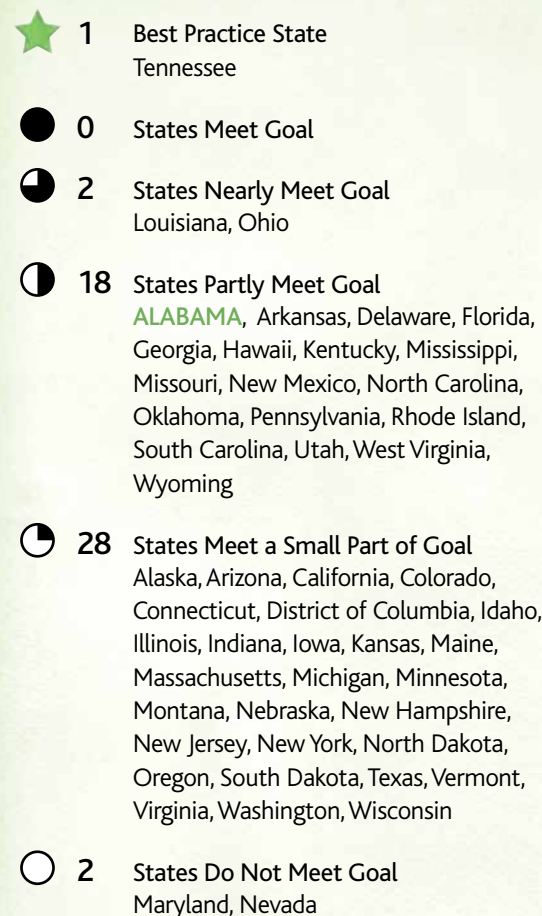 1 Best Practice State
Tennessee
0 States Meet Goal
2 States Nearly Meet Goal
Louisiana, Ohio
18 States Partly Meet Goal
ALABAMA, Arkansas, Delaware, Florida,
Georgia, Hawaii, Kentucky, Mississippi,
Missouri, New Mexico, North Carolina,
Oklahoma, Pennsylvania, Rhode Island,
South Carolina, Utah, West Virginia,
Wyoming
28 States Meet a Small Part of Goal
Alaska, Arizona, California, Colorado,
Connecticut, District of Columbia, Idaho,
Illinois, Indiana, Iowa, Kansas, Maine,
Massachusetts, Michigan, Minnesota,
Montana, Nebraska, New Hampshire,
New Jersey, New York, North Dakota,
Oregon, South Dakota, Texas, Vermont,
Virginia, Washington, Wisconsin
2 States Do Not Meet Goal
Maryland, Nevada